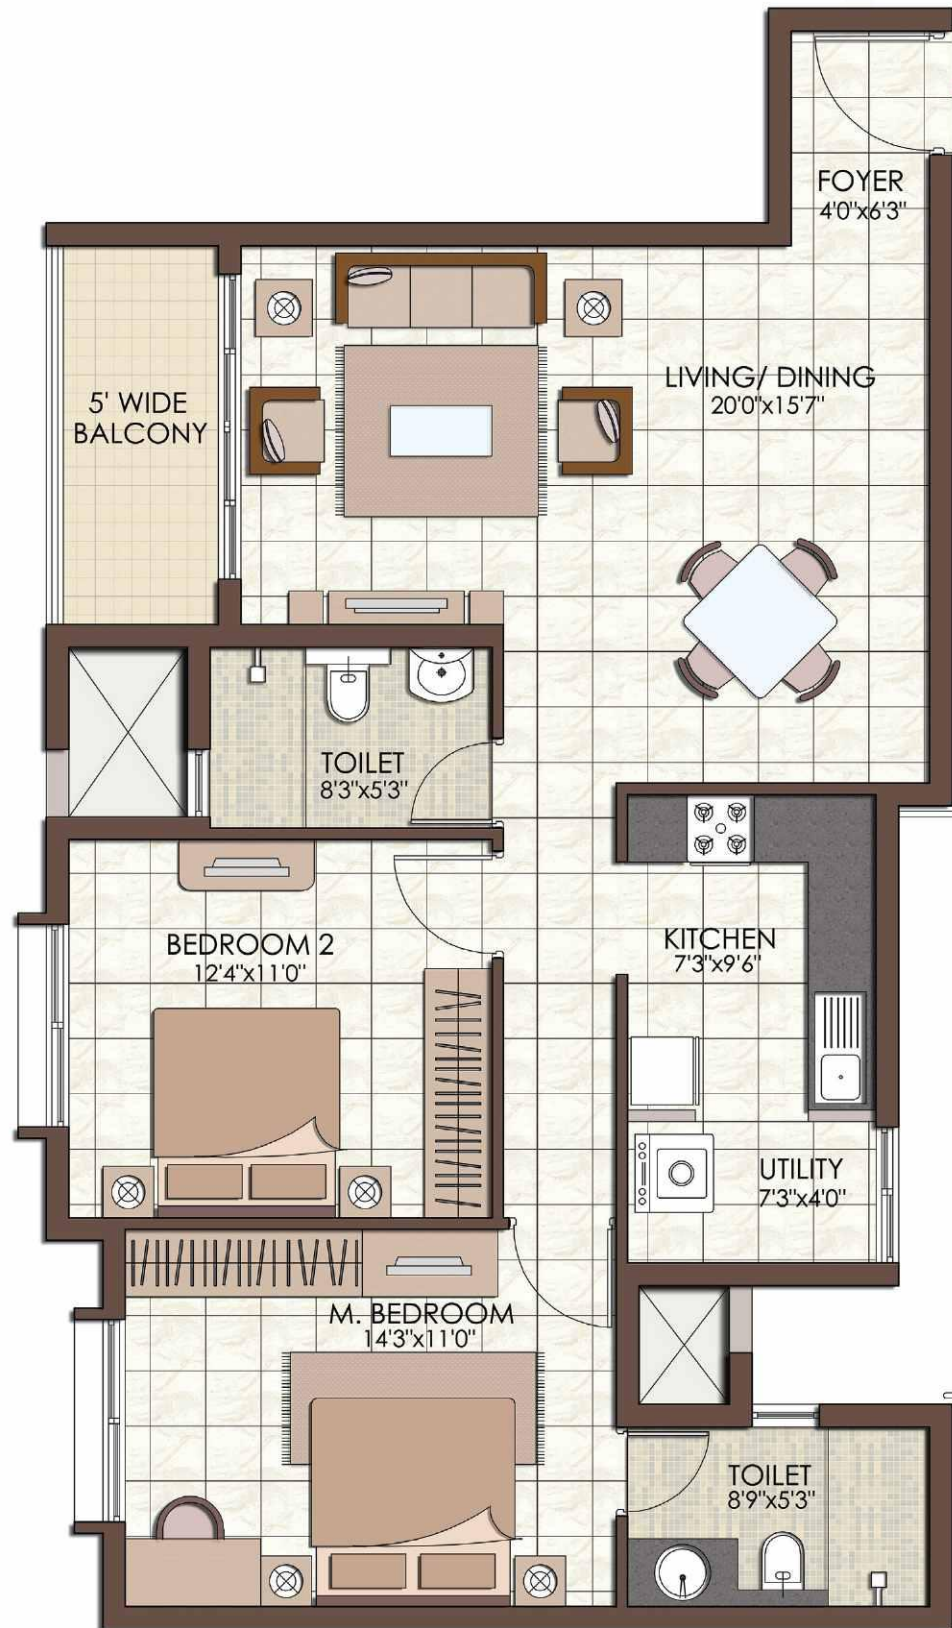 FOYER
4'0"x6'3"
LIVING/ DINING
20'0"x15'7"
5' WIDE
BALCONY
TOILET
8'3"x5'3"
BEDROOM 2
12'4"x11'0"
KITCHEN
7'3"x9'6"
UTILITY
7'3"x4'0"
M. BEDROOM
14'3"x11'0"
TOILET
8'9"x5'3"